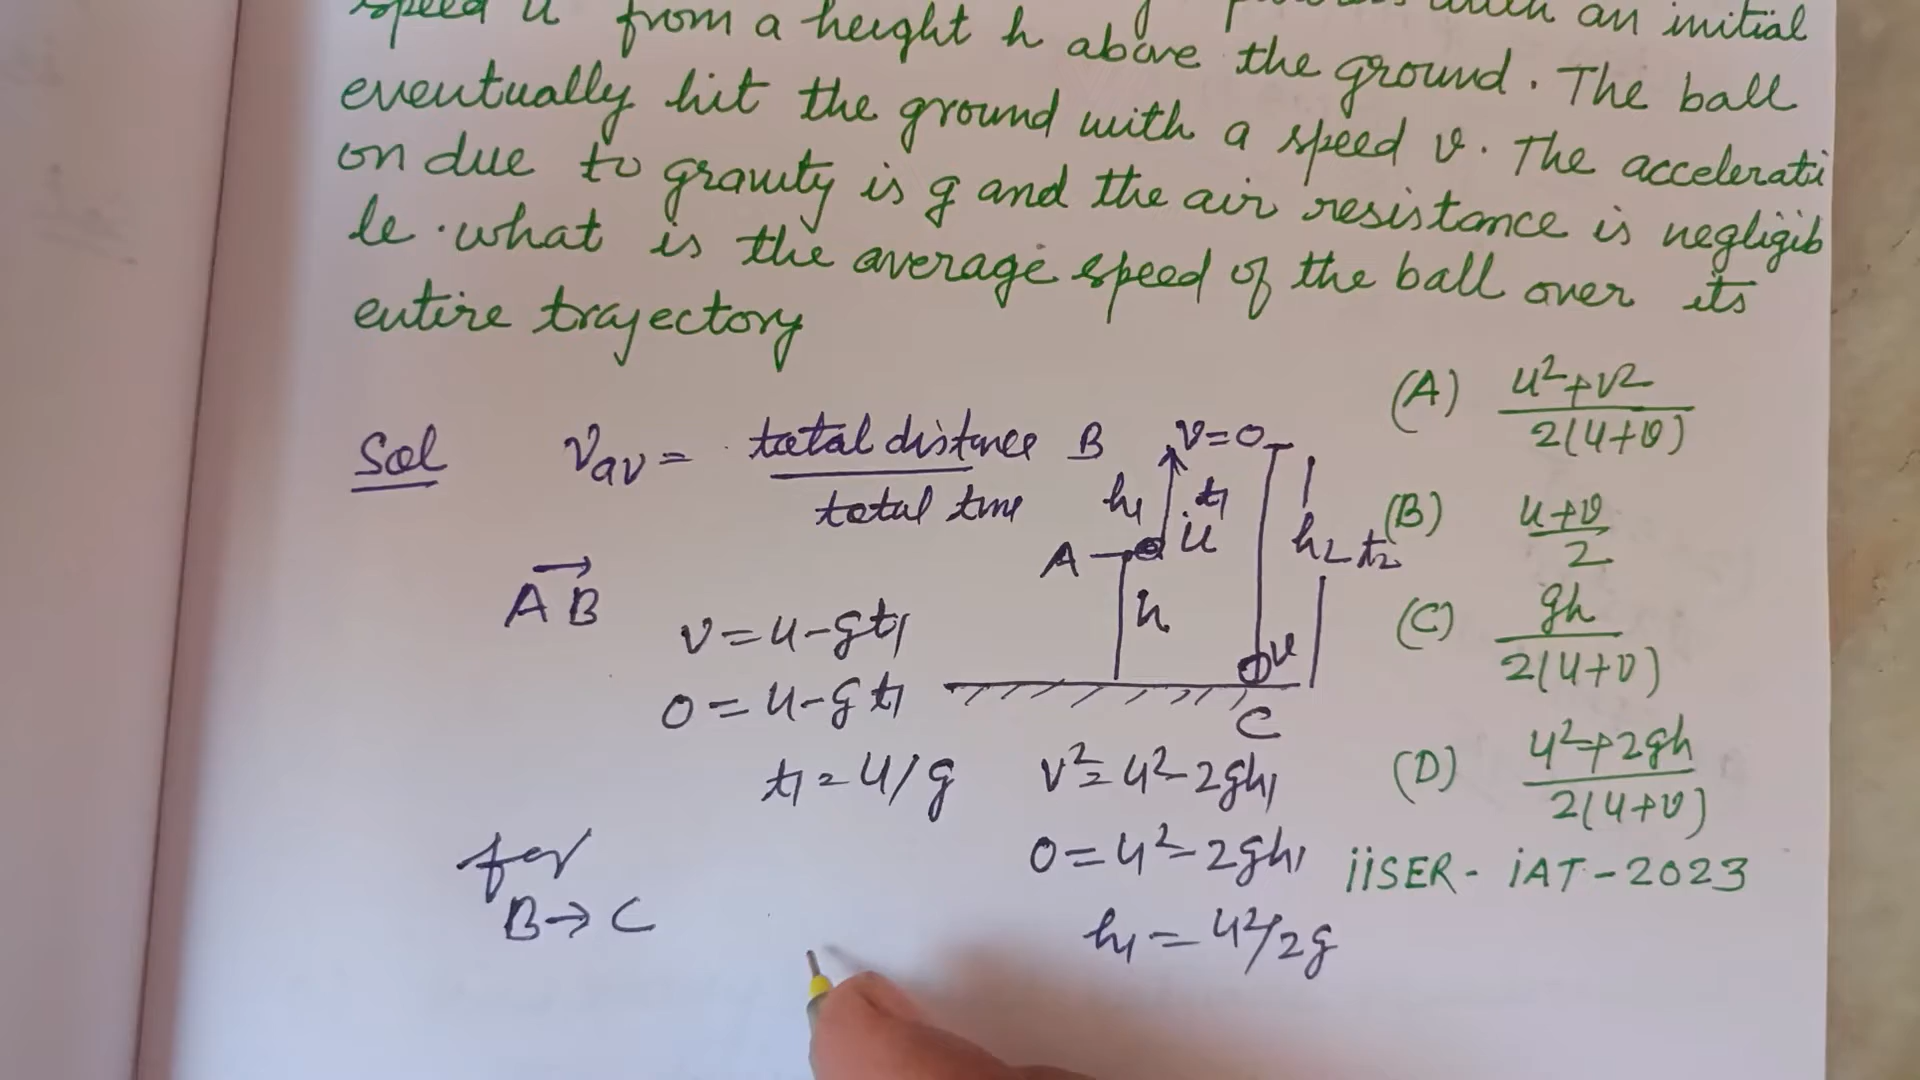 speed u from a height h above the ground. The ball
an initial
eventually hit the ground with a speed v. The accelerati
on due to gravity is g and the air resistance is negligib
le. what is the average speed of the ball over its
entire trajectory
(A) u²+v² / 2(u+v)
(B) u+v / 2
(C) gh / 2(u+v)
(D) u²+2gh / 2(u+v)
iiSER - iAT - 2023
Sol Vav = total distance / total time
B v=0
h1 t1
A u
h2 t2
h
v
C
AB
v = u - gt1
0 = u - gt1
t1 = u/g
v² = u² - 2gh1
0 = u² - 2gh1
h1 = u²/2g
for
B → C